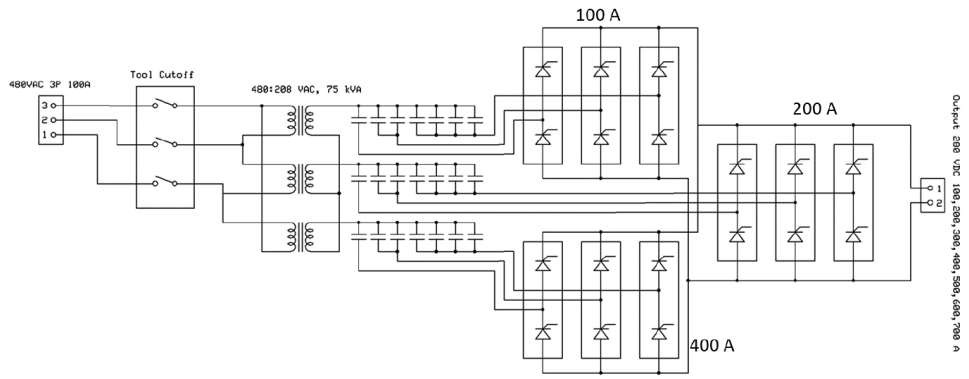 100 A
480VAC 3P 100A
Tool Cutoff
480:208 VAC, 75 kVA
3
2
1
200 A
1
2
Output 280 VDC 100,200,300,400,500,600,700 A
400 A